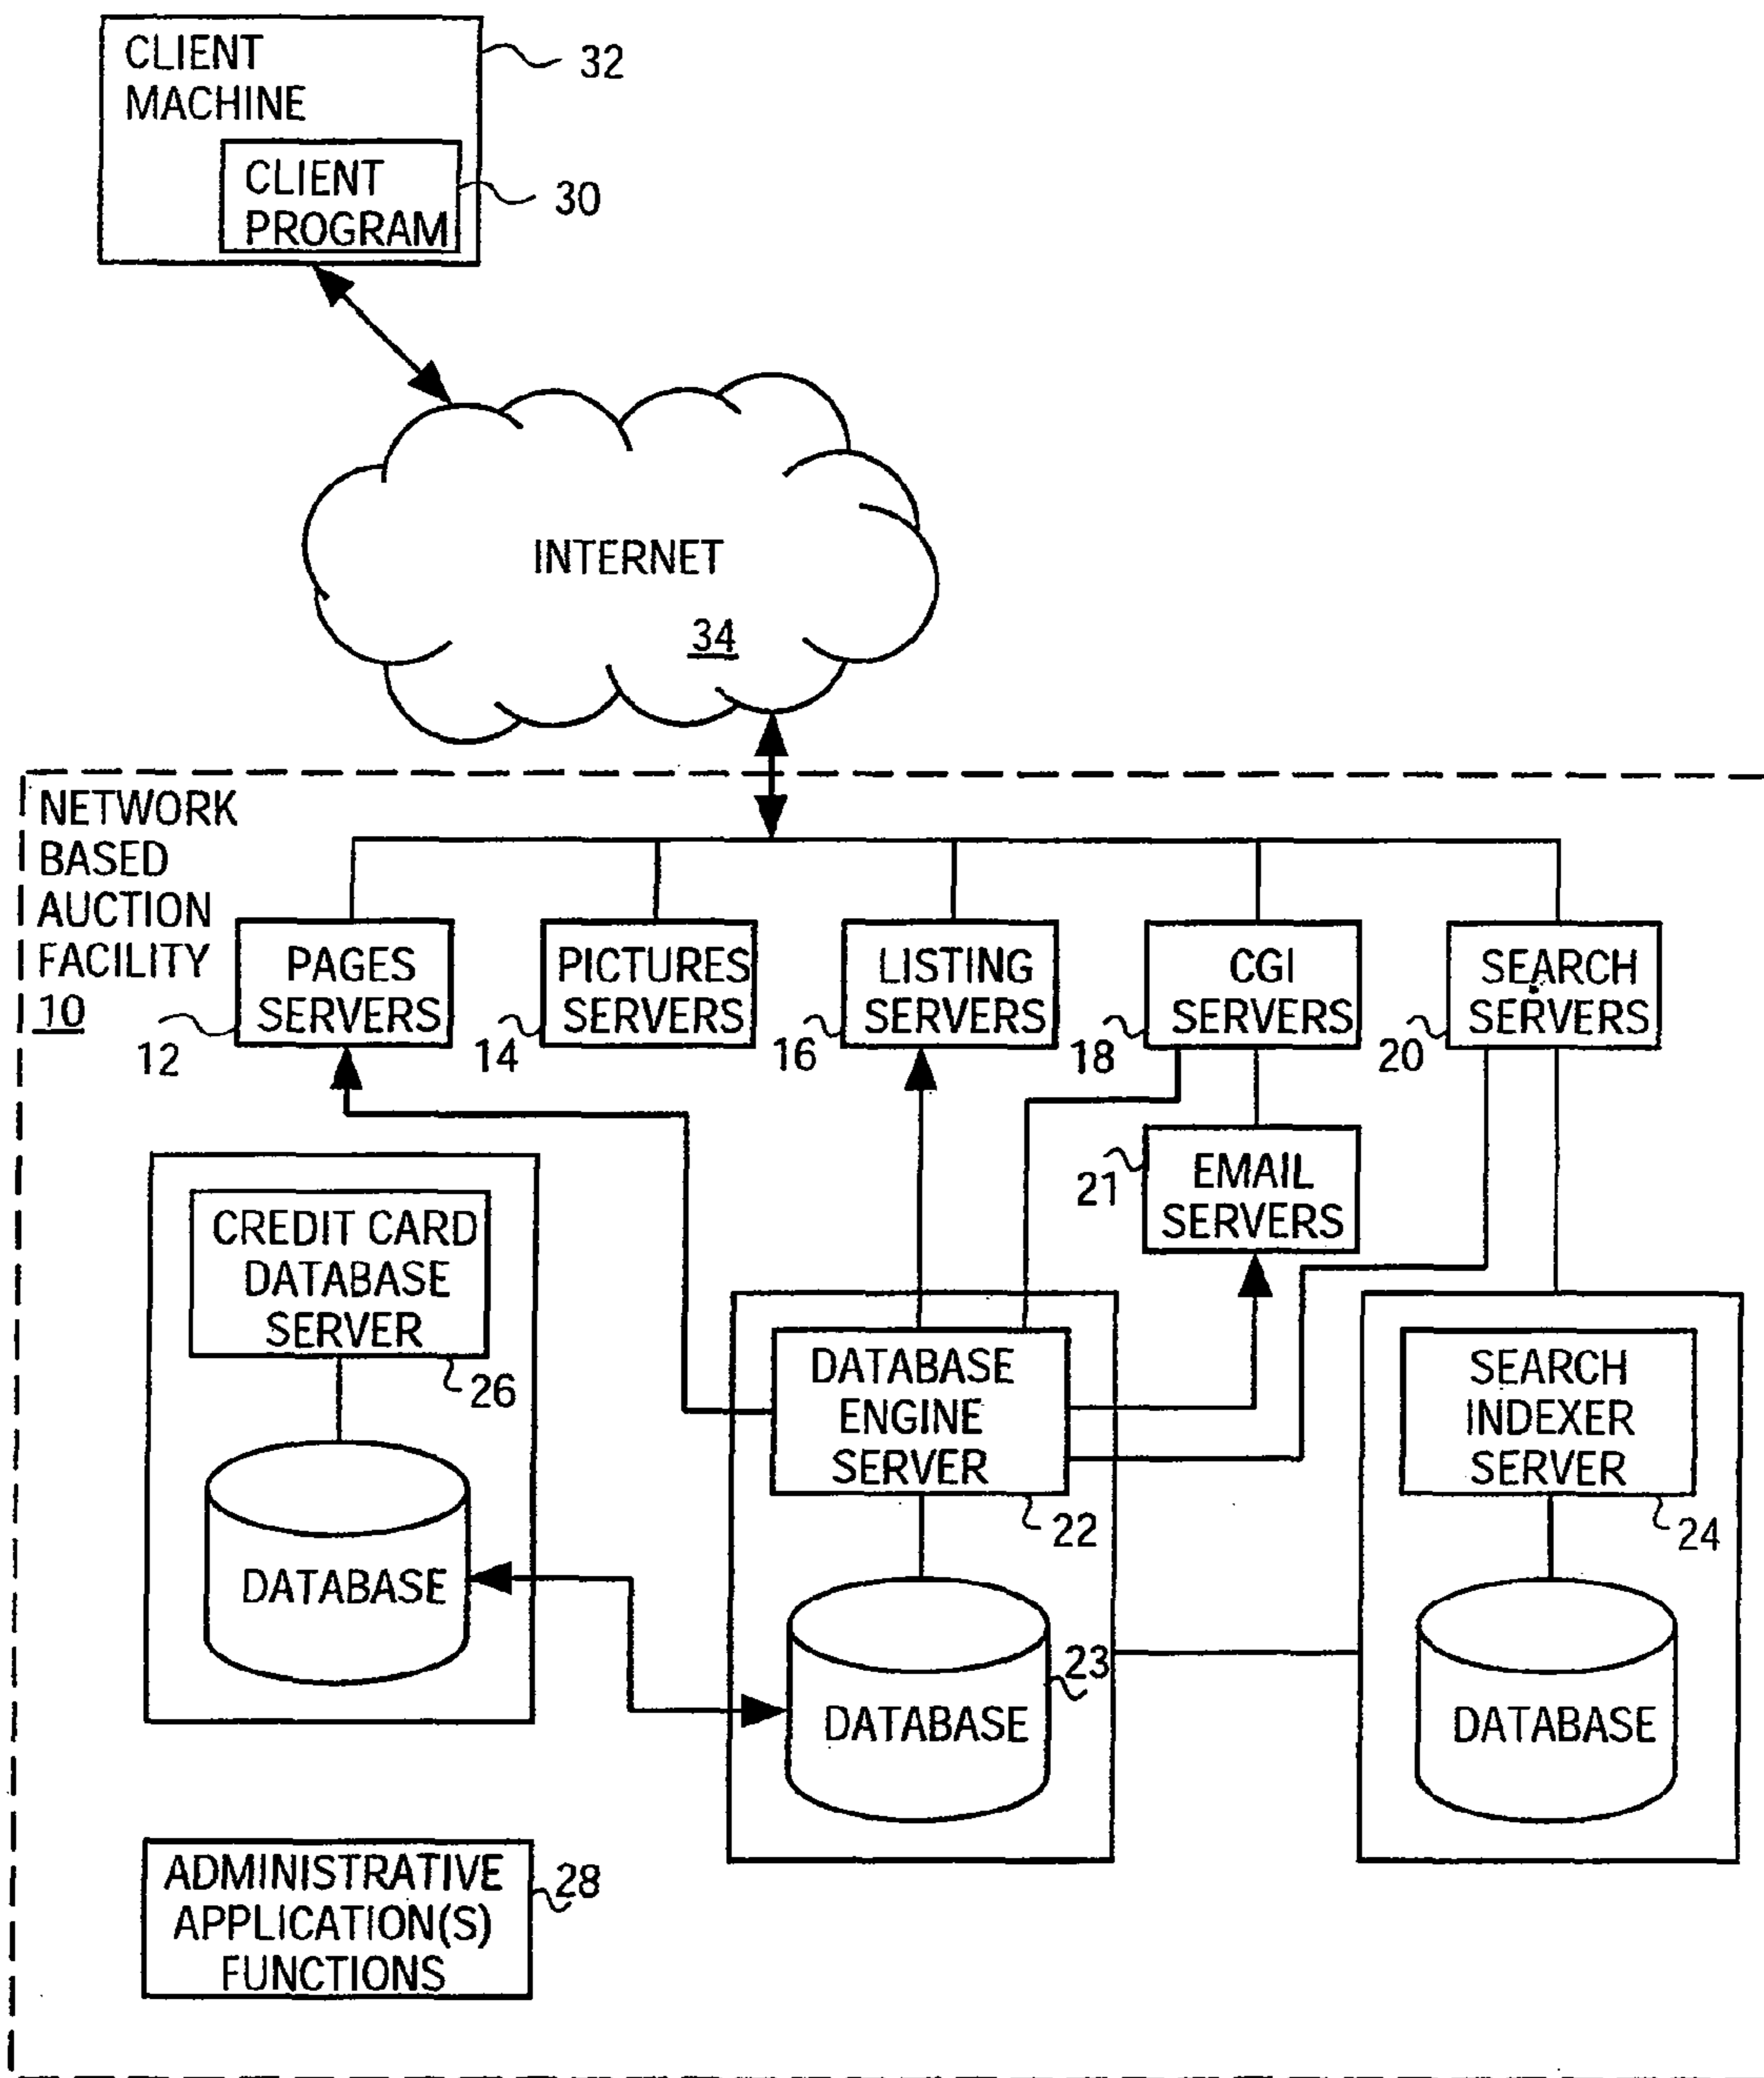 CLIENT
MACHINE
32
CLIENT
PROGRAM
30
INTERNET
34
NETWORK
BASED
AUCTION
FACILITY
10
PAGES
SERVERS
12
PICTURES
SERVERS
14
LISTING
SERVERS
16
CGI
SERVERS
18
SEARCH
SERVERS
20
EMAIL
SERVERS
21
CREDIT CARD
DATABASE
SERVER
26
DATABASE
DATABASE
ENGINE
SERVER
22
DATABASE
23
SEARCH
INDEXER
SERVER
24
DATABASE
ADMINISTRATIVE
APPLICATION(S)
FUNCTIONS
28